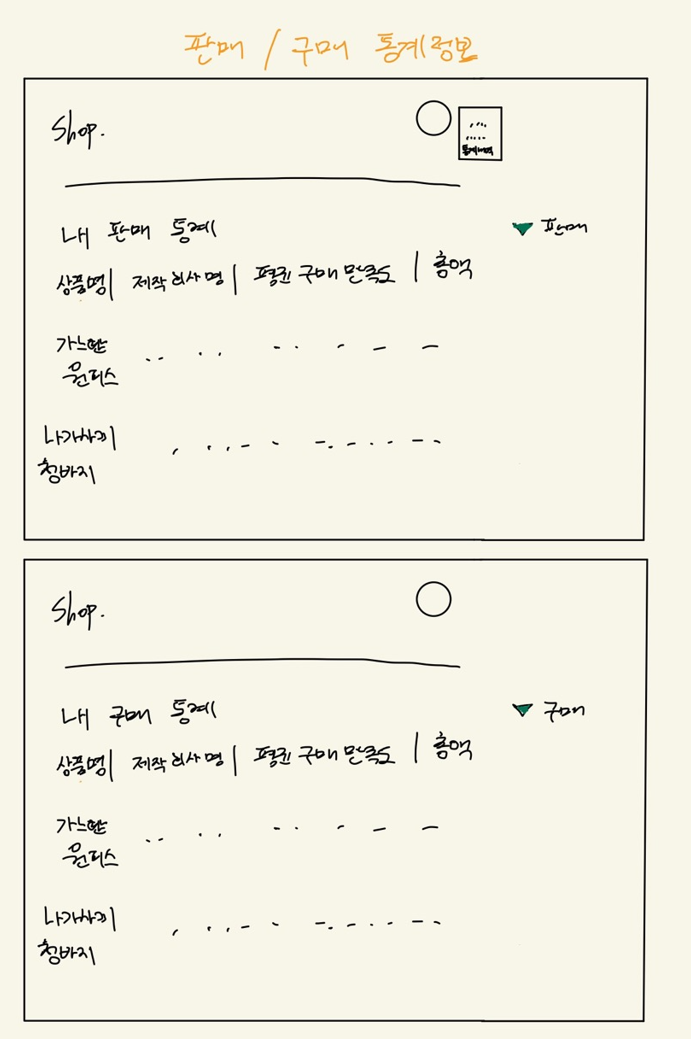 판매 / 구매 통계정보
Shop.
통계내역
내 판매 통계
▼ 판매
상품명 | 제작회사명 | 평균 구매 만족도 | 총액
가느란
원피스
나가사끼
청바지
Shop.
내 구매 통계
▼ 구매
상품명 | 제작회사명 | 평균 구매 만족도 | 총액
가느란
원피스
나가사끼
청바지